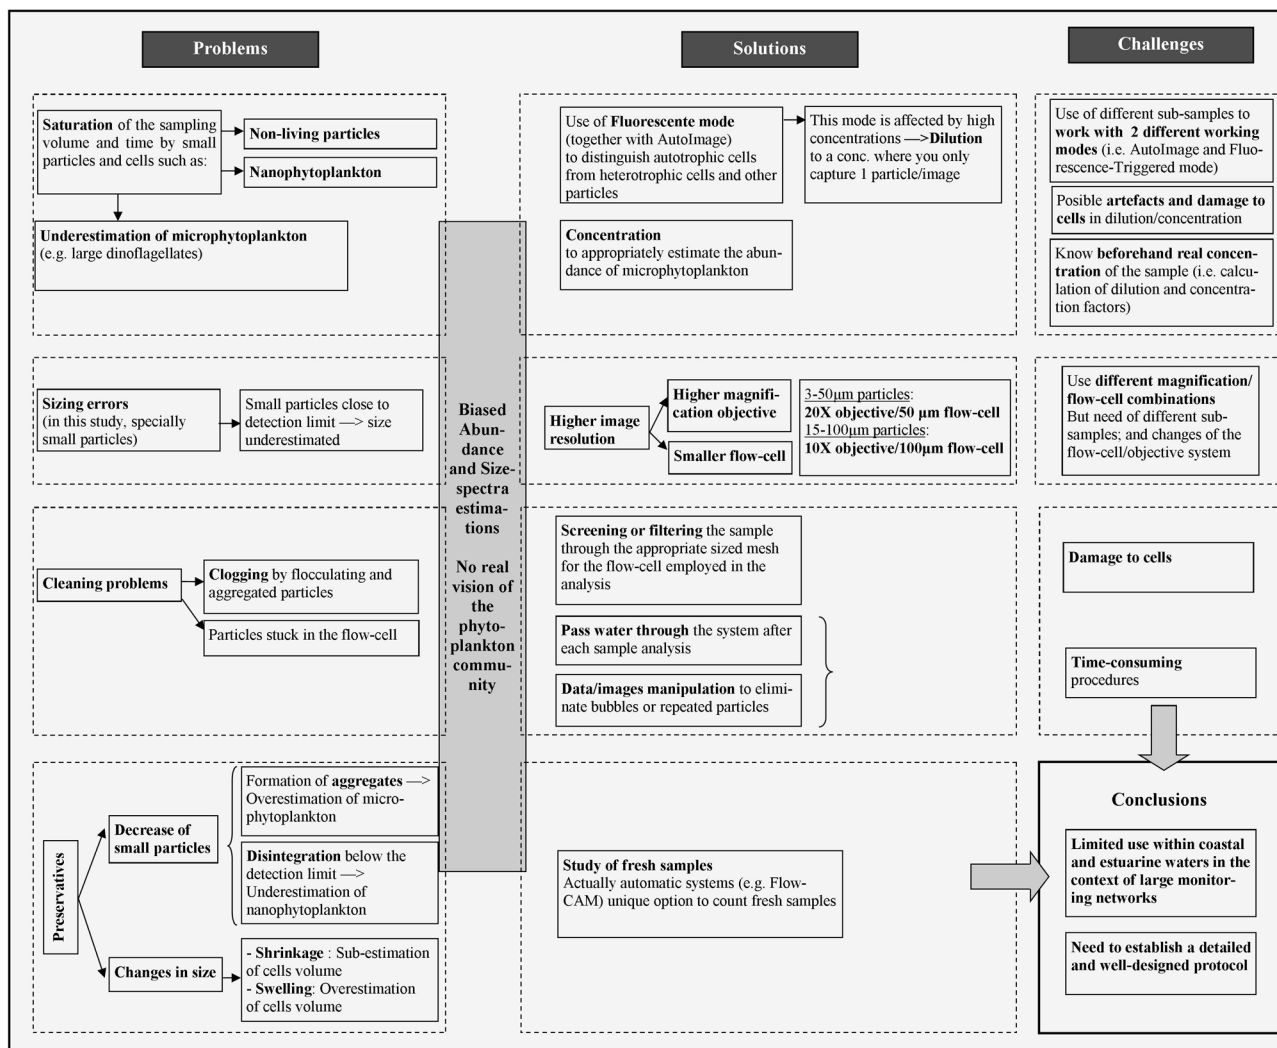 Problems
Solutions
Challenges
Saturation of the sampling
volume and time by small
particles and cells such as:
Non-living particles
Nanophytoplankton
Underestimation of microphytoplankton
(e.g. large dinoflagellates)
Use of Fluorescente mode
(together with AutoImage)
to distinguish autotrophic cells
from heterotrophic cells and other
particles
This mode is affected by high
concentrations —>Dilution
to a conc. where you only
capture 1 particle/image
Concentration
to appropriately estimate the abun-
dance of microphytoplankton
Use of different sub-samples to
work with 2 different working
modes (i.e. AutoImage and Fluo-
rescence-Triggered mode)
Posible artefacts and damage to
cells in dilution/concentration
Know beforehand real concen-
tration of the sample (i.e. calcu-
lation of dilution and concentra-
tion factors)
Sizing errors
(in this study, specially
small particles)
Small particles close to
detection limit —> size
underestimated
Biased
Abun-
dance
and Size-
spectra
estima-
tions
No real
vision of
the
phyto-
plankton
commu-
nity
Higher image
resolution
Higher magnifi-
cation objective
Smaller flow-cell
3-50µm particles:
20X objective/50 µm flow-cell
15-100µm particles:
10X objective/100µm flow-cell
Use different magnification/
flow-cell combinations
But need of different sub-
samples; and changes of the
flow-cell/objective system
Cleaning problems
Clogging by flocculating and
aggregated particles
Particles stuck in the flow-cell
Screening or filtering the sample
through the appropriate sized mesh
for the flow-cell employed in the
analysis
Pass water through the system after
each sample analysis
Data/images manipulation to elimi-
nate bubbles or repeated particles
Damage to cells
Time-consuming
procedures
Preservatives
Decrease of
small particles
Formation of aggregates —>
Overestimation of micro-
phytoplankton
Disintegration below the
detection limit —>
Underestimation of
nanophytoplankton
Changes in size
- Shrinkage : Sub-estimation
of cells volume
- Swelling: Overestimation
of cells volume
Study of fresh samples
Actually automatic systems (e.g. Flow-
CAM) unique option to count fresh samples
Conclusions
Limited use within coastal
and estuarine waters in the
context of large monitor-
ing networks
Need to establish a detailed
and well-designed protocol